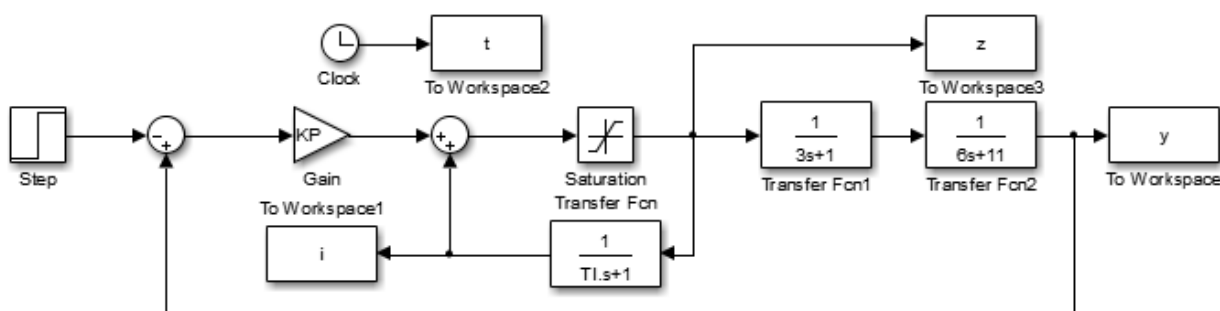 t
z
Clock
To Workspace2
To Workspace3
- +
KP
+ +
1
3s+1
1
6s+11
y
Step
Gain
Saturation
Transfer Fcn1
Transfer Fcn2
To Workspace
To Workspace1
Transfer Fcn
i
1
TI.s+1